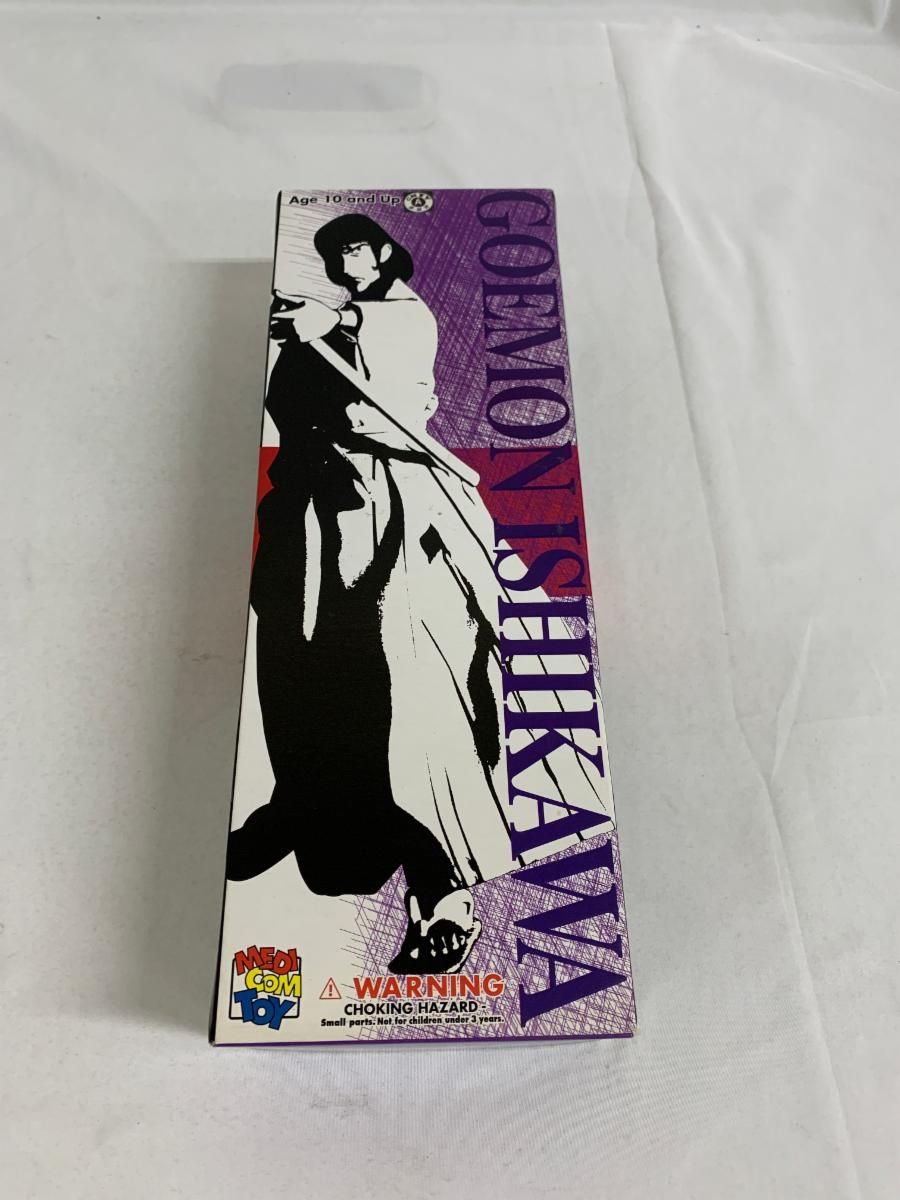 Age 10 and Up
GOEMON ISHIKAWA
MEDI
COM
TOY
WARNING
CHOKING HAZARD -
Small parts. Not for children under 3 years.